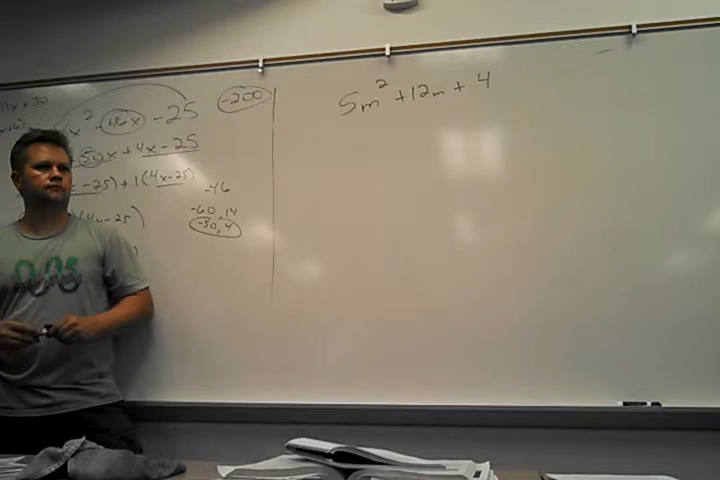 11x + 30
x² - 46x - 25
-200
5m² + 12m + 4
- 50x + 4x - 25
- 25) + 1(4x - 25)
-46
-60, 14
(4x - 25)
-50, 4